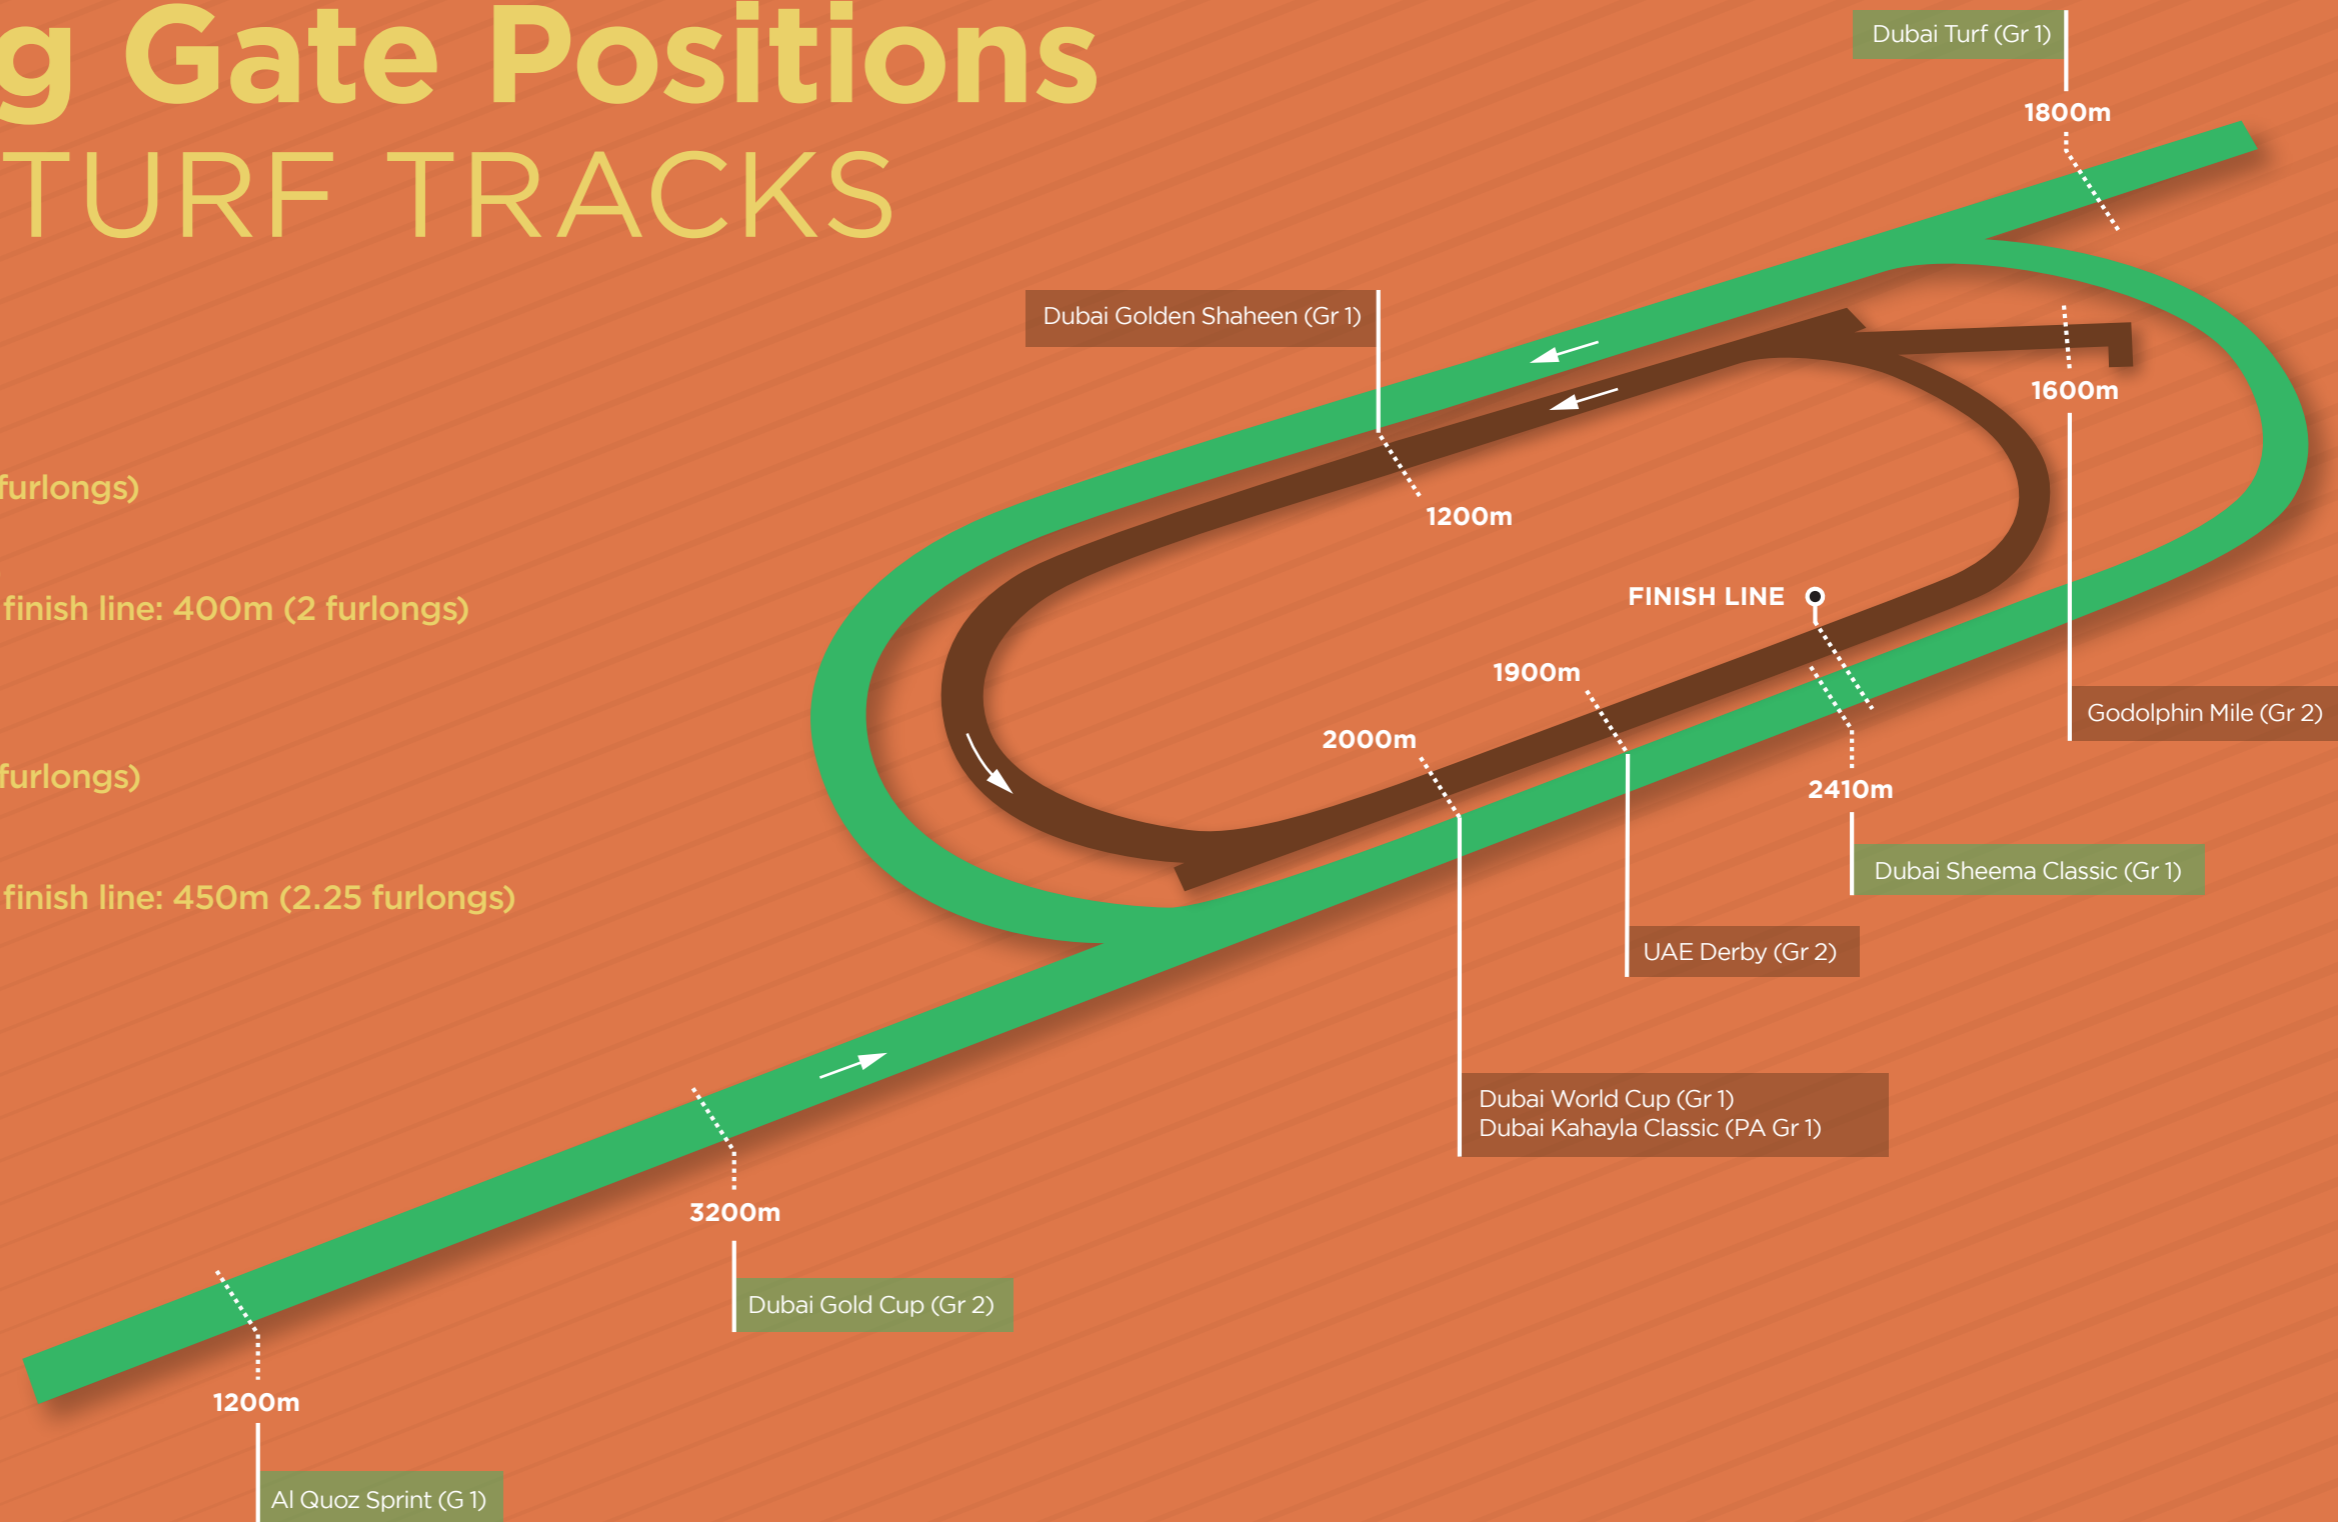 g Gate Positions
TURF TRACKS
furlongs)
finish line: 400m (2 furlongs)
furlongs)
finish line: 450m (2.25 furlongs)
Dubai Turf (Gr 1)
1800m
Dubai Golden Shaheen (Gr 1)
1200m
1600m
Godolphin Mile (Gr 2)
FINISH LINE
1900m
2000m
2410m
Dubai Sheema Classic (Gr 1)
UAE Derby (Gr 2)
Dubai World Cup (Gr 1)
Dubai Kahayla Classic (PA Gr 1)
3200m
Dubai Gold Cup (Gr 2)
1200m
Al Quoz Sprint (G 1)